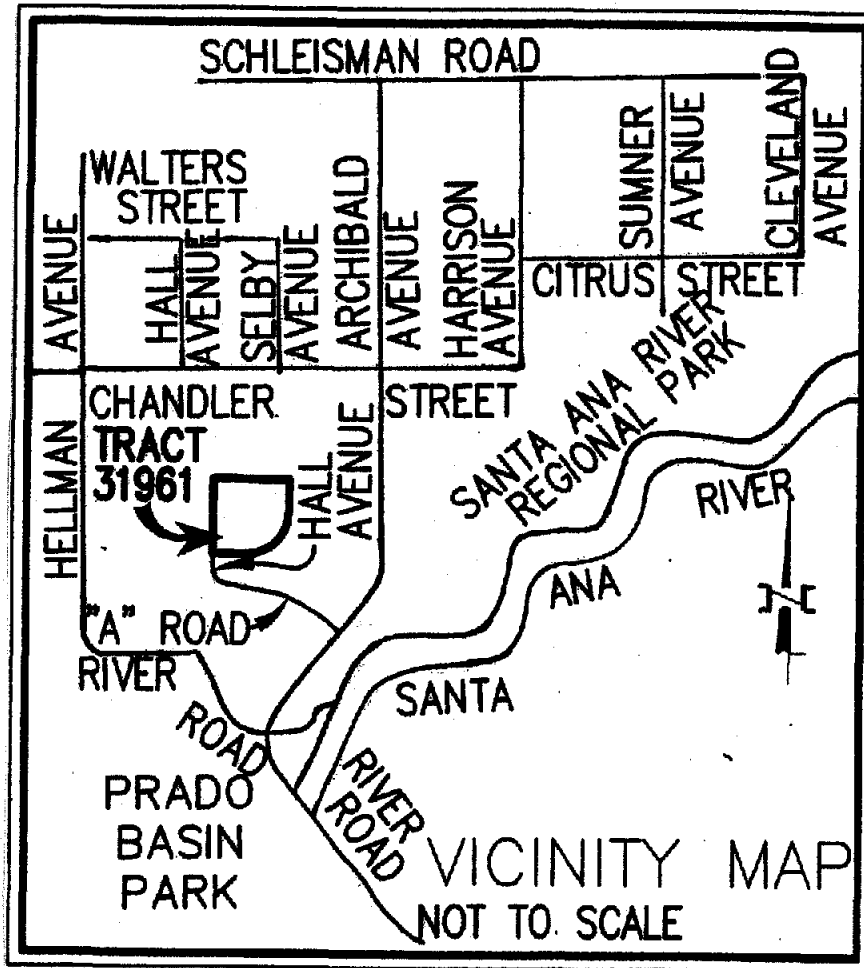 SCHLEISMAN ROAD
WALTERS
STREET
HELLMAN AVENUE
HALL
AVENUE
SELBY
AVENUE
ARCHIBALD
AVENUE
HARRISON
AVENUE
SUMNER
AVENUE
CLEVELAND
AVENUE
CITRUS STREET
CHANDLER STREET
TRACT
31961
HALL
AVENUE
SANTA ANA RIVER
REGIONAL PARK
"A" ROAD
RIVER
ROAD
SANTA ANA RIVER
RIVER
ROAD
PRADO
BASIN
PARK
VICINITY MAP
NOT TO SCALE